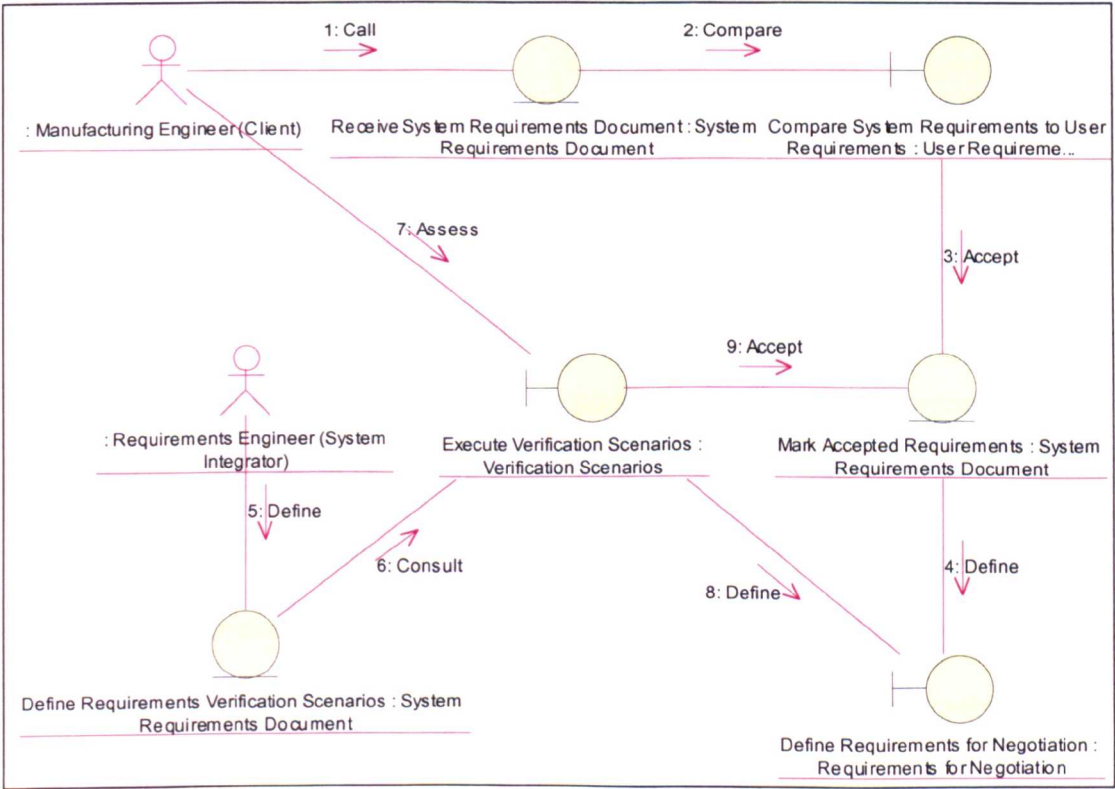 1: Call
2: Compare
: Manufacturing Engineer (Client)
Receive System Requirements Document : System
Requirements Document
Compare System Requirements to User
Requirements : User Requireme...
7: Assess
3: Accept
9: Accept
: Requirements Engineer (System
Integrator)
Execute Verification Scenarios :
Verification Scenarios
Mark Accepted Requirements : System
Requirements Document
5: Define
6: Consult
8: Define
4: Define
Define Requirements Verification Scenarios : System
Requirements Document
Define Requirements for Negotiation :
Requirements for Negotiation